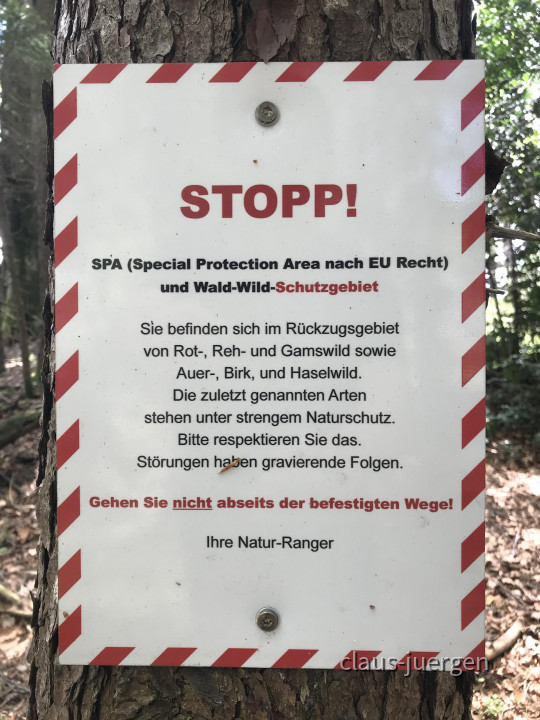 STOPP!
SPA (Special Protection Area nach EU Recht)
und Wald-Wild-Schutzgebiet
Sie befinden sich im Rückzugsgebiet
von Rot-, Reh- und Gamswild sowie
Auer-, Birk, und Haselwild.
Die zuletzt genannten Arten
stehen unter strengem Naturschutz.
Bitte respektieren Sie das.
Störungen haben gravierende Folgen.
Gehen Sie nicht abseits der befestigten Wege!
Ihre Natur-Ranger
claus-juergen